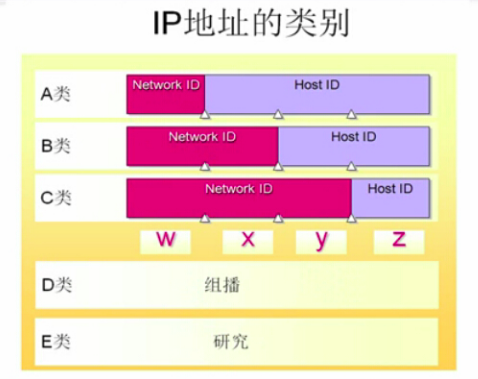 IP地址的类别
A类 Network ID Host ID
B类 Network ID Host ID
C类 Network ID Host ID
w x y z
D类 组播
E类 研究